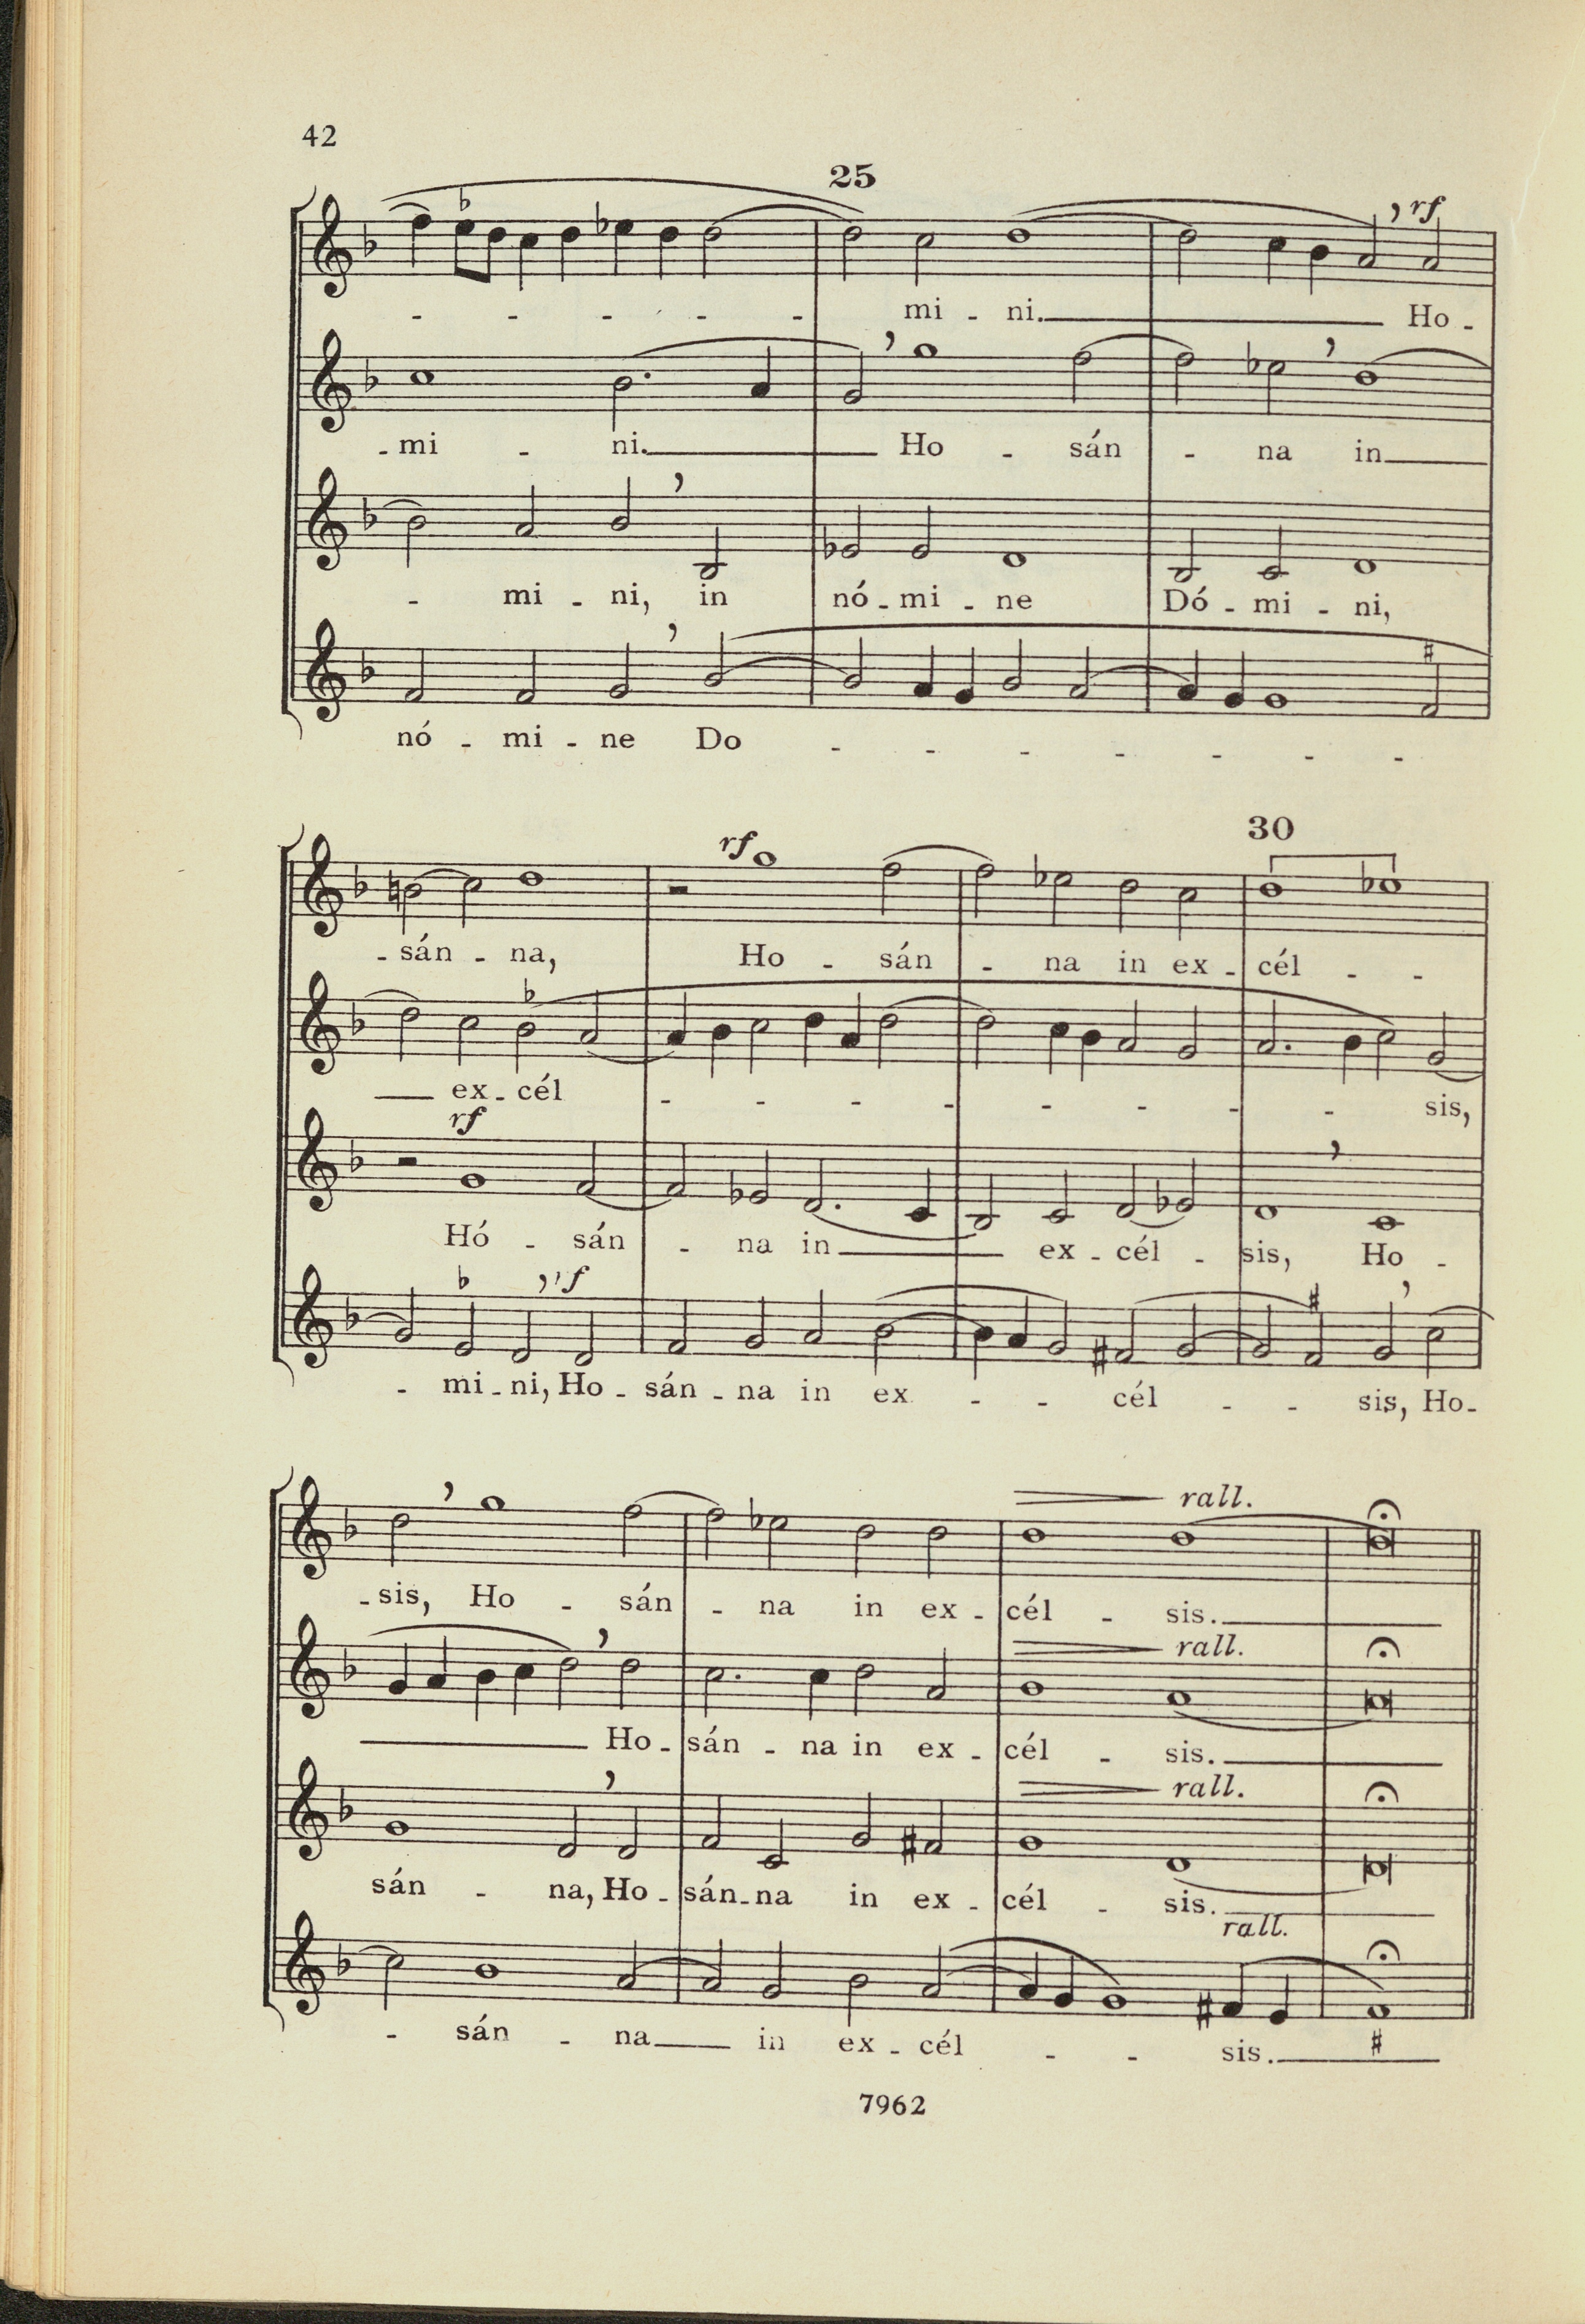 42
25
rf
- - - - - mi - ni. Ho -
- mi - ni. Ho - sán - na in
- mi - ni, in nó - mi - ne Dó - mi - ni,
nó - mi - ne Do - - - - - - -
30
rf
- sán - na, Ho - sán - na in ex - cél - -
ex - cél - - - - - - - - sis,
rf
Hó - sán - na in ex - cél - sis, Ho -
rf
- mi - ni, Ho - sán - na in ex - - cél - - sis, Ho -
rall.
- sis, Ho - sán - na in ex - cél - sis.
rall.
Ho - sán - na in ex - cél - sis.
rall.
sán - na, Ho - sán - na in ex - cél - sis.
rall.
- sán - na in ex - cél - - sis.
7962